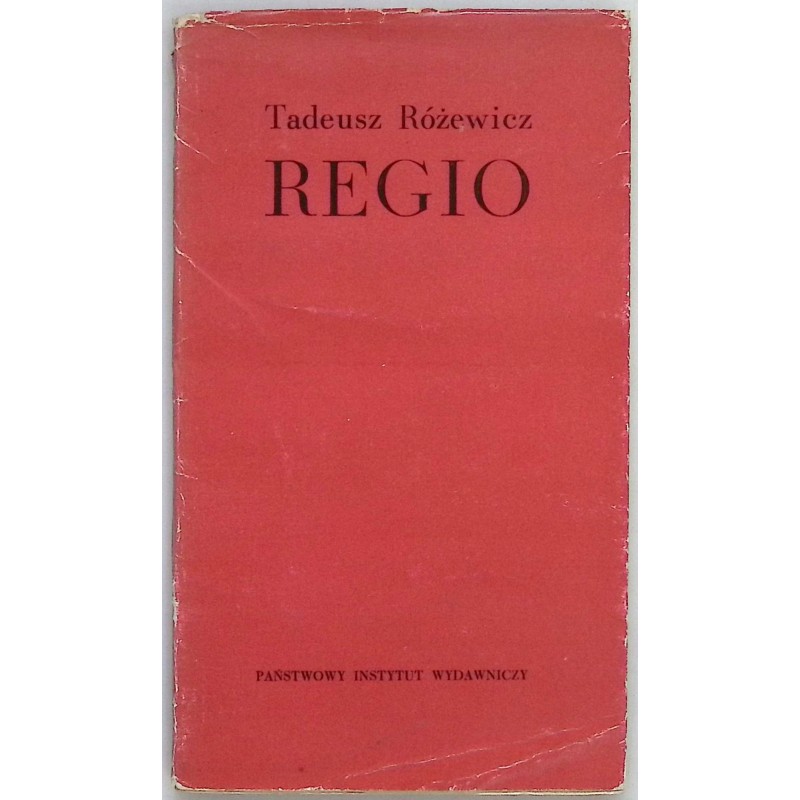 Tadeusz Różewicz
REGIO
PAŃSTWOWY INSTYTUT WYDAWNICZY